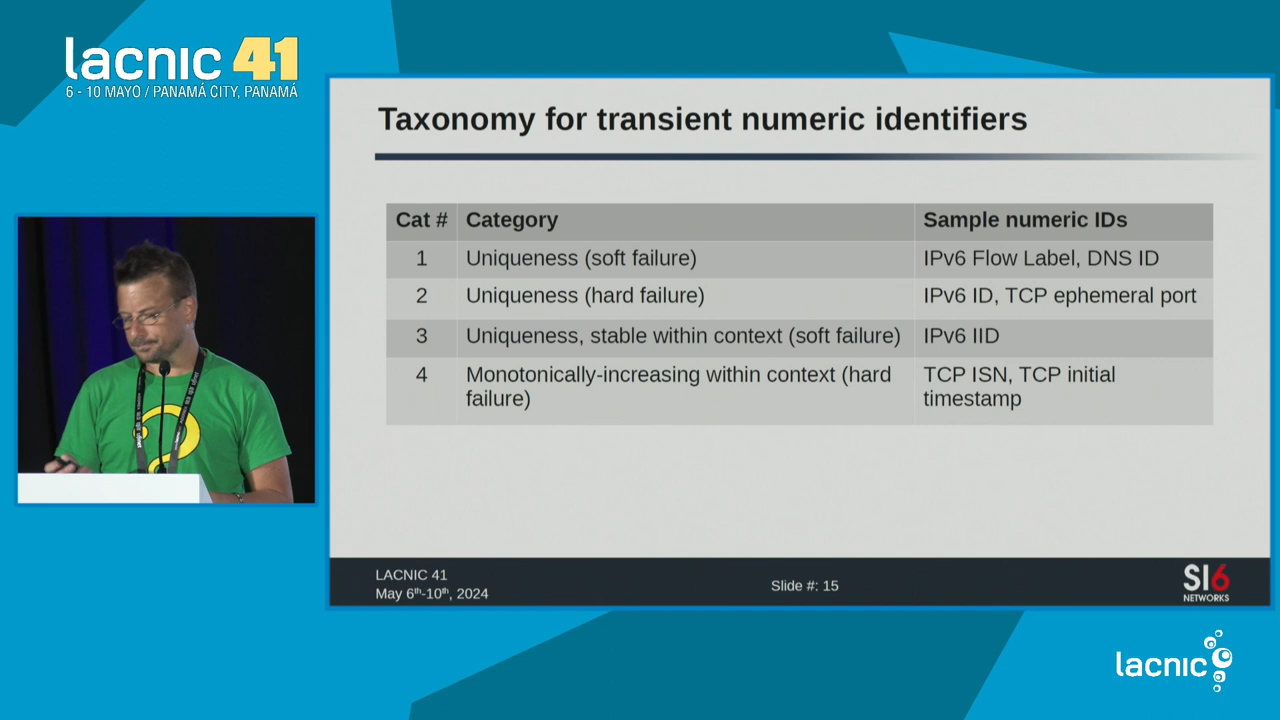 lacnic 41
6 - 10 MAYO / PANAMÁ CITY, PANAMÁ
Taxonomy for transient numeric identifiers
Cat # Category Sample numeric IDs
1 Uniqueness (soft failure) IPv6 Flow Label, DNS ID
2 Uniqueness (hard failure) IPv6 ID, TCP ephemeral port
3 Uniqueness, stable within context (soft failure) IPv6 IID
4 Monotonically-increasing within context (hard failure) TCP ISN, TCP initial timestamp
LACNIC 41
May 6th-10th, 2024
Slide #: 15
SI6
NETWORKS
lacnic